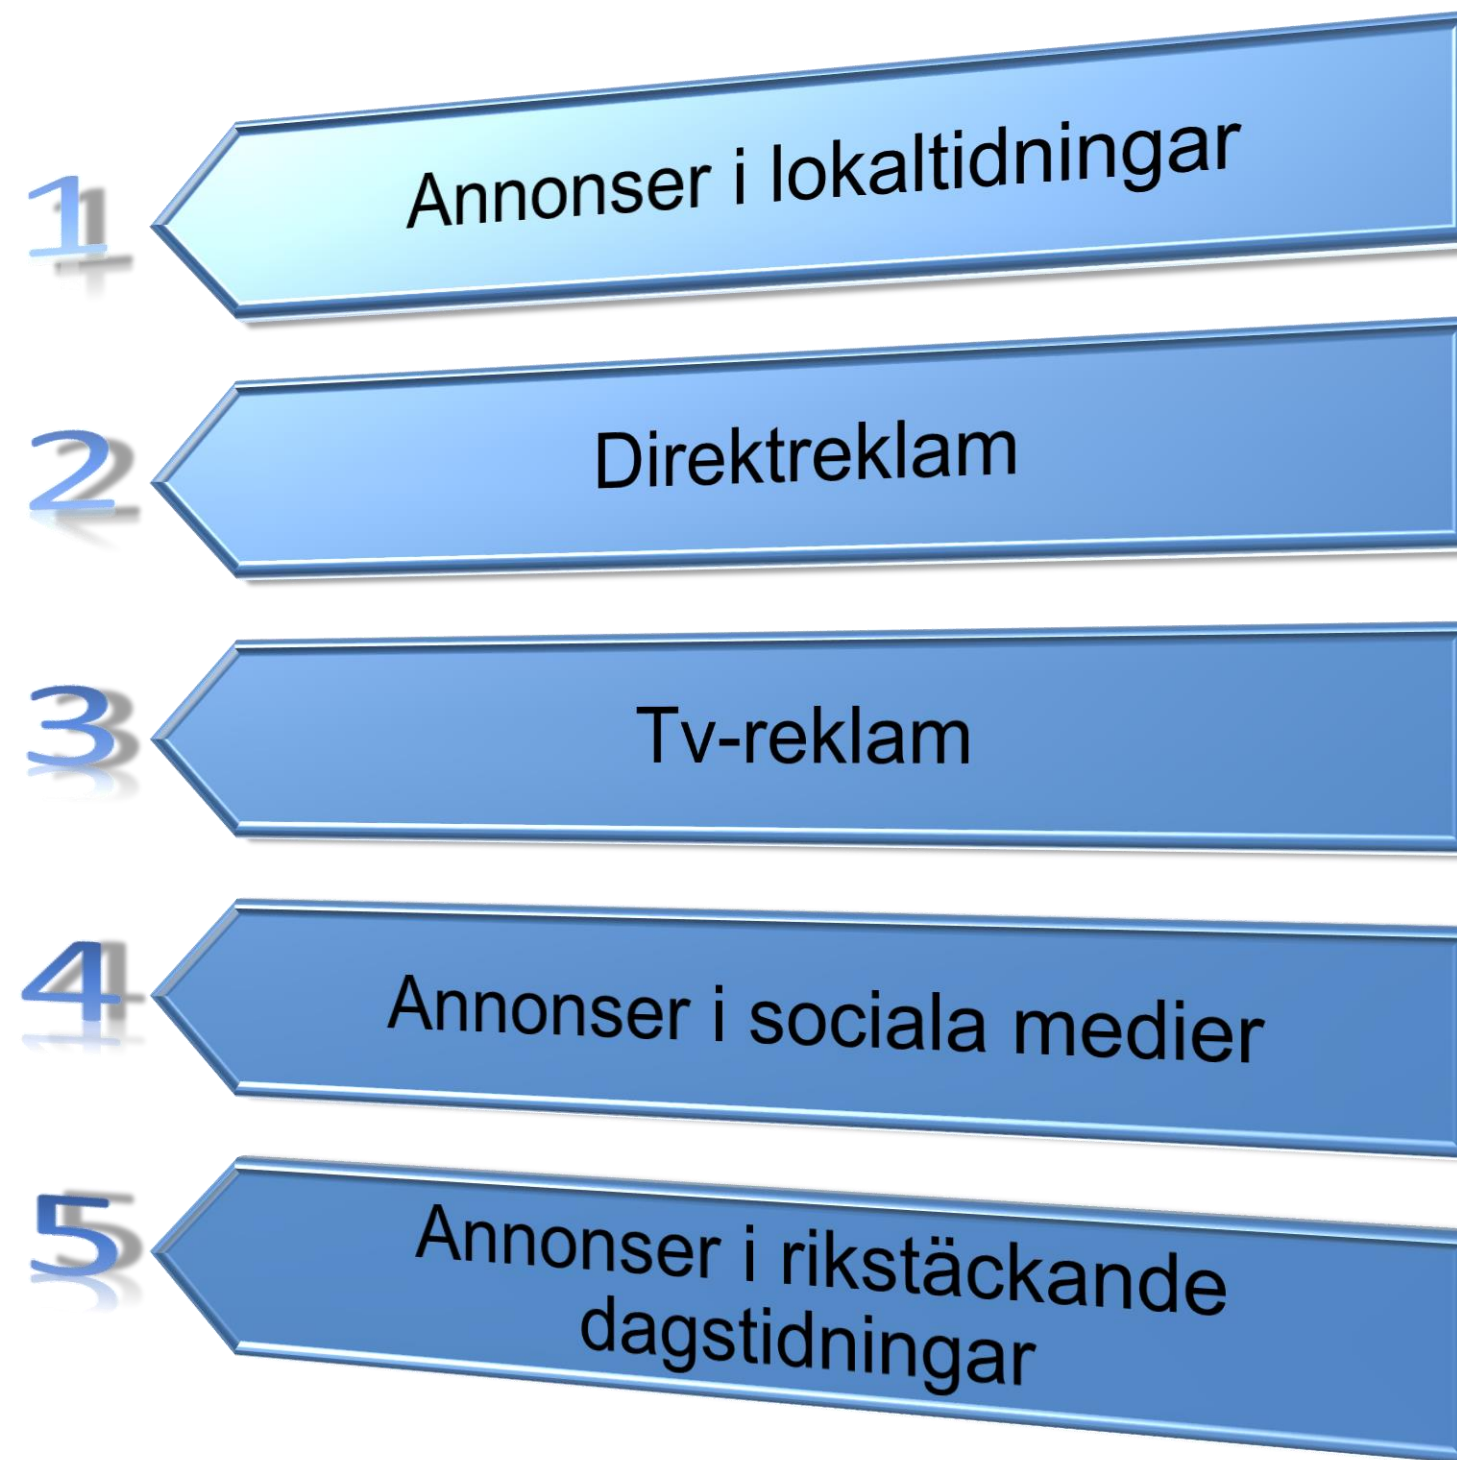 1
Annonser i lokaltidningar
2
Direktreklam
3
Tv-reklam
4
Annonser i sociala medier
5
Annonser i rikstäckande
dagstidningar